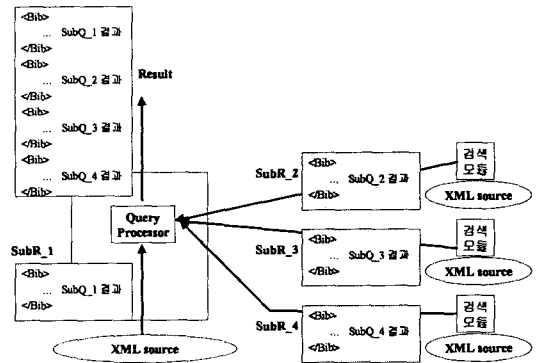 <Bib>
... SubQ_1 결과
</Bib>
<Bib>
... SubQ_2 결과
</Bib>
<Bib>
... SubQ_3 결과
</Bib>
<Bib>
... SubQ_4 결과
</Bib>
Result
Query
Processor
SubR_1
<Bib>
... SubQ_1 결과
</Bib>
XML source
SubR_2
<Bib>
... SubQ_2 결과
</Bib>
검색
모듈
XML source
SubR_3
<Bib>
... SubQ_3 결과
</Bib>
검색
모듈
XML source
SubR_4
<Bib>
... SubQ_4 결과
</Bib>
검색
모듈
XML source